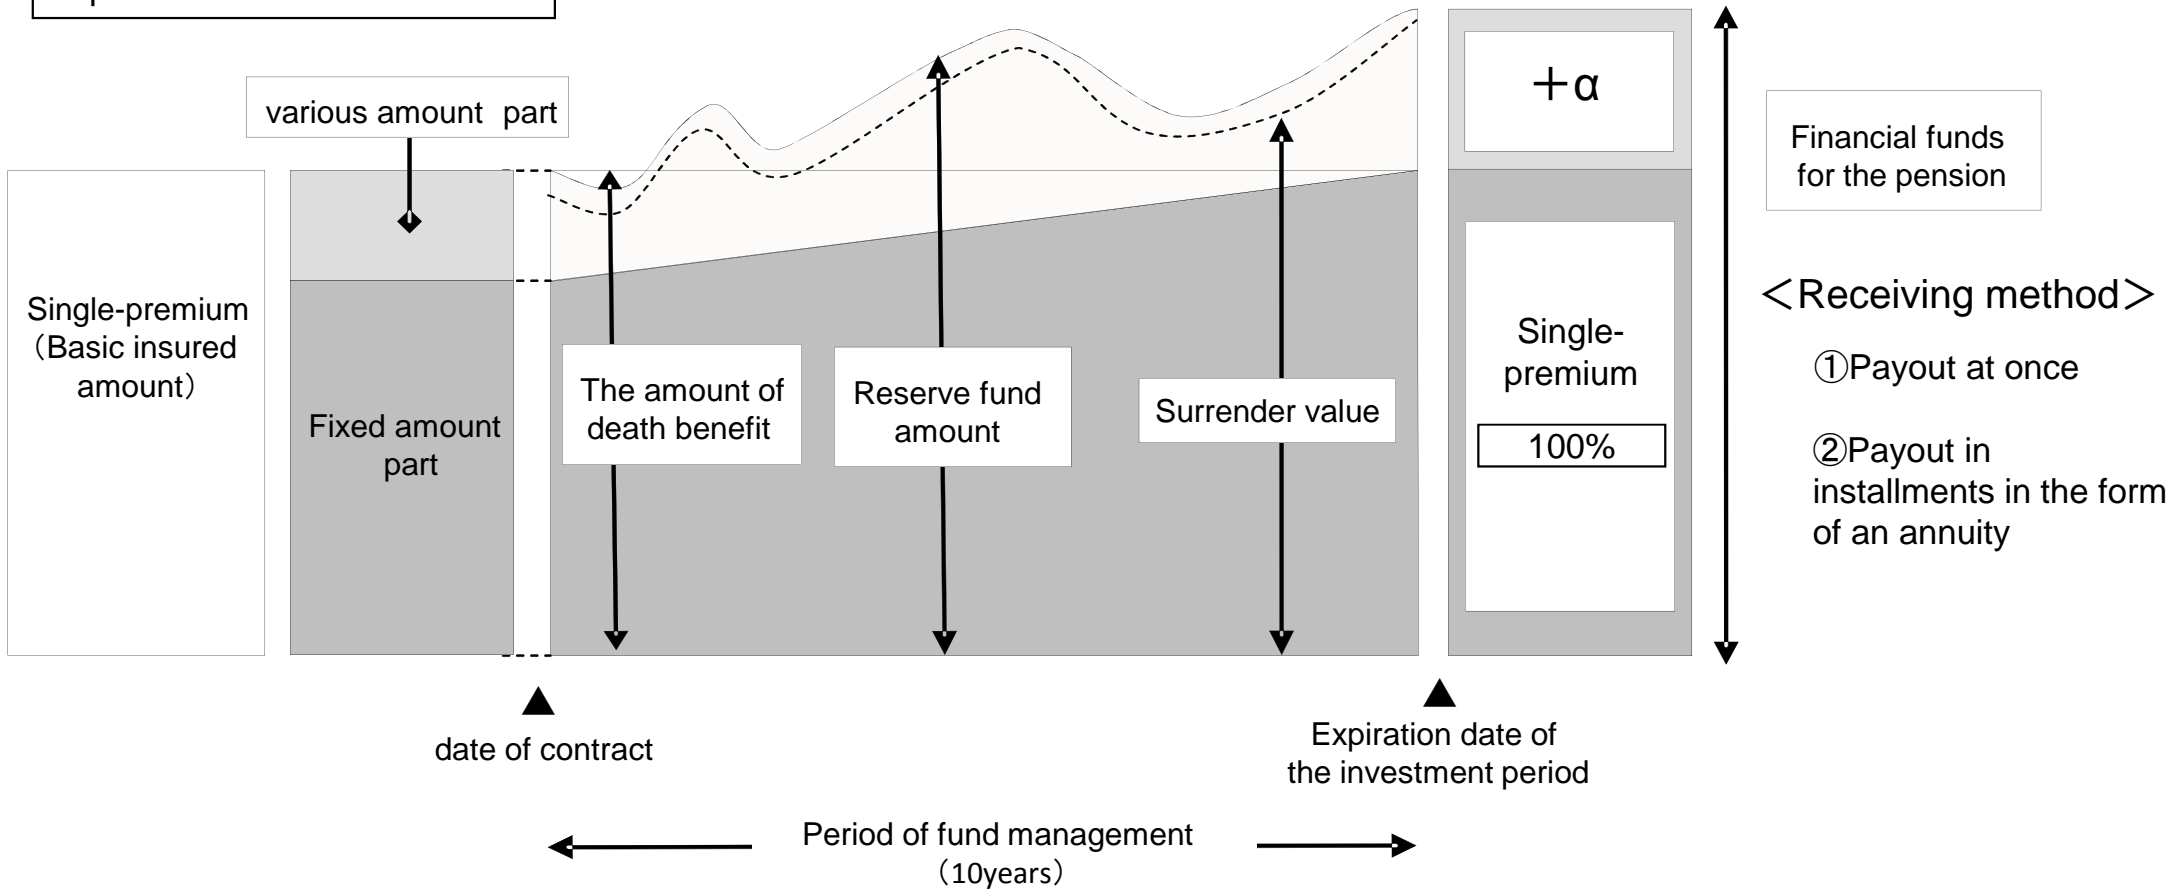 various amount part
Single-premium
（Basic insured
amount）
Fixed amount
part
The amount of
death benefit
Reserve fund
amount
Surrender value
＋α
Single-
premium
100%
Financial funds
for the pension
＜Receiving method＞
①Payout at once
②Payout in
installments in the form
of an annuity
date of contract
Expiration date of
the investment period
Period of fund management
（10years）